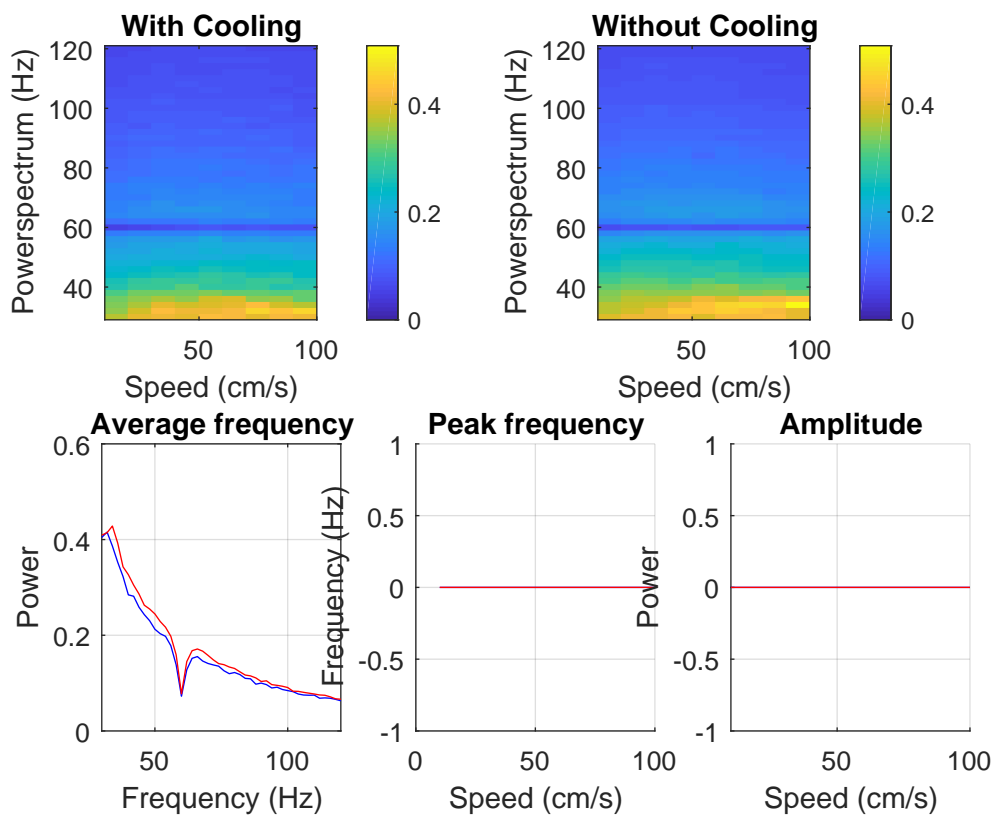 With Cooling
Powerspectrum (Hz)
120
100
80
60
40
50
100
Speed (cm/s)
0.4
0.2
0
Without Cooling
Powerspectrum (Hz)
120
100
80
60
40
50
100
Speed (cm/s)
0.4
0.2
0
Average frequency
Power
0.6
0.4
0.2
0
50
100
Frequency (Hz)
Peak frequency
Frequency (Hz)
1
0.5
0
-0.5
-1
0
50
100
Speed (cm/s)
Amplitude
Power
1
0.5
0
-0.5
-1
50
100
Speed (cm/s)